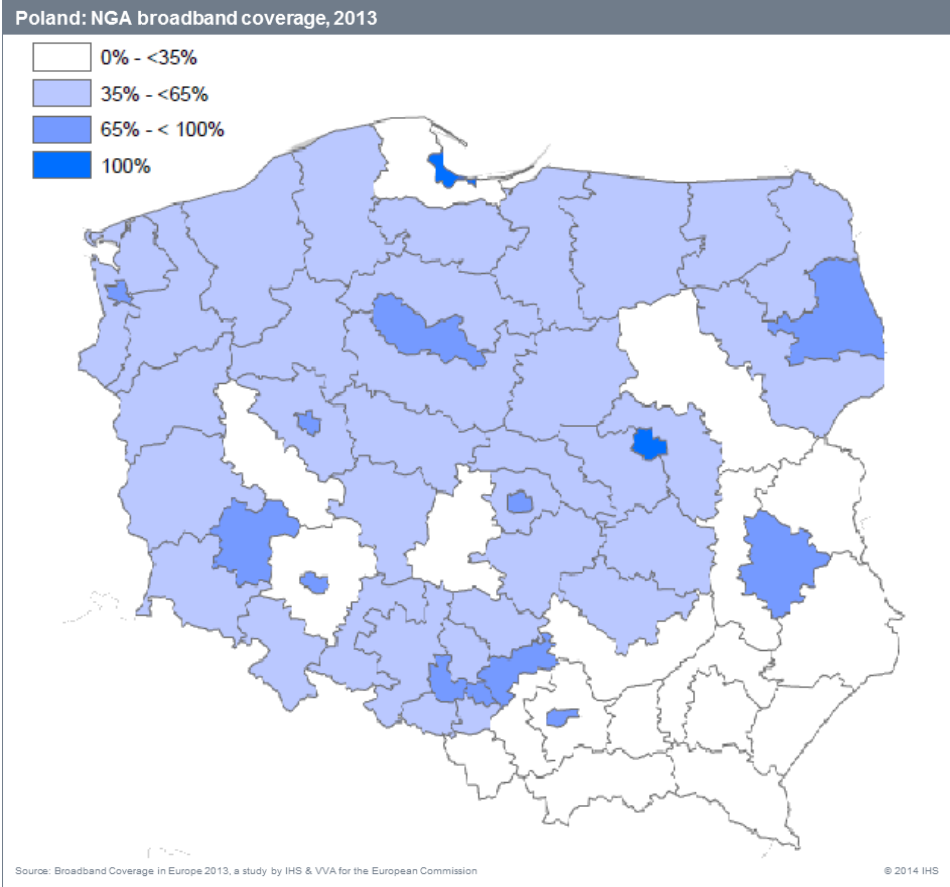 Poland: NGA broadband coverage, 2013
0% - <35%
35% - <65%
65% - < 100%
100%
Source: Broadband Coverage in Europe 2013, a study by IHS & VVA for the European Commission
© 2014 IHS